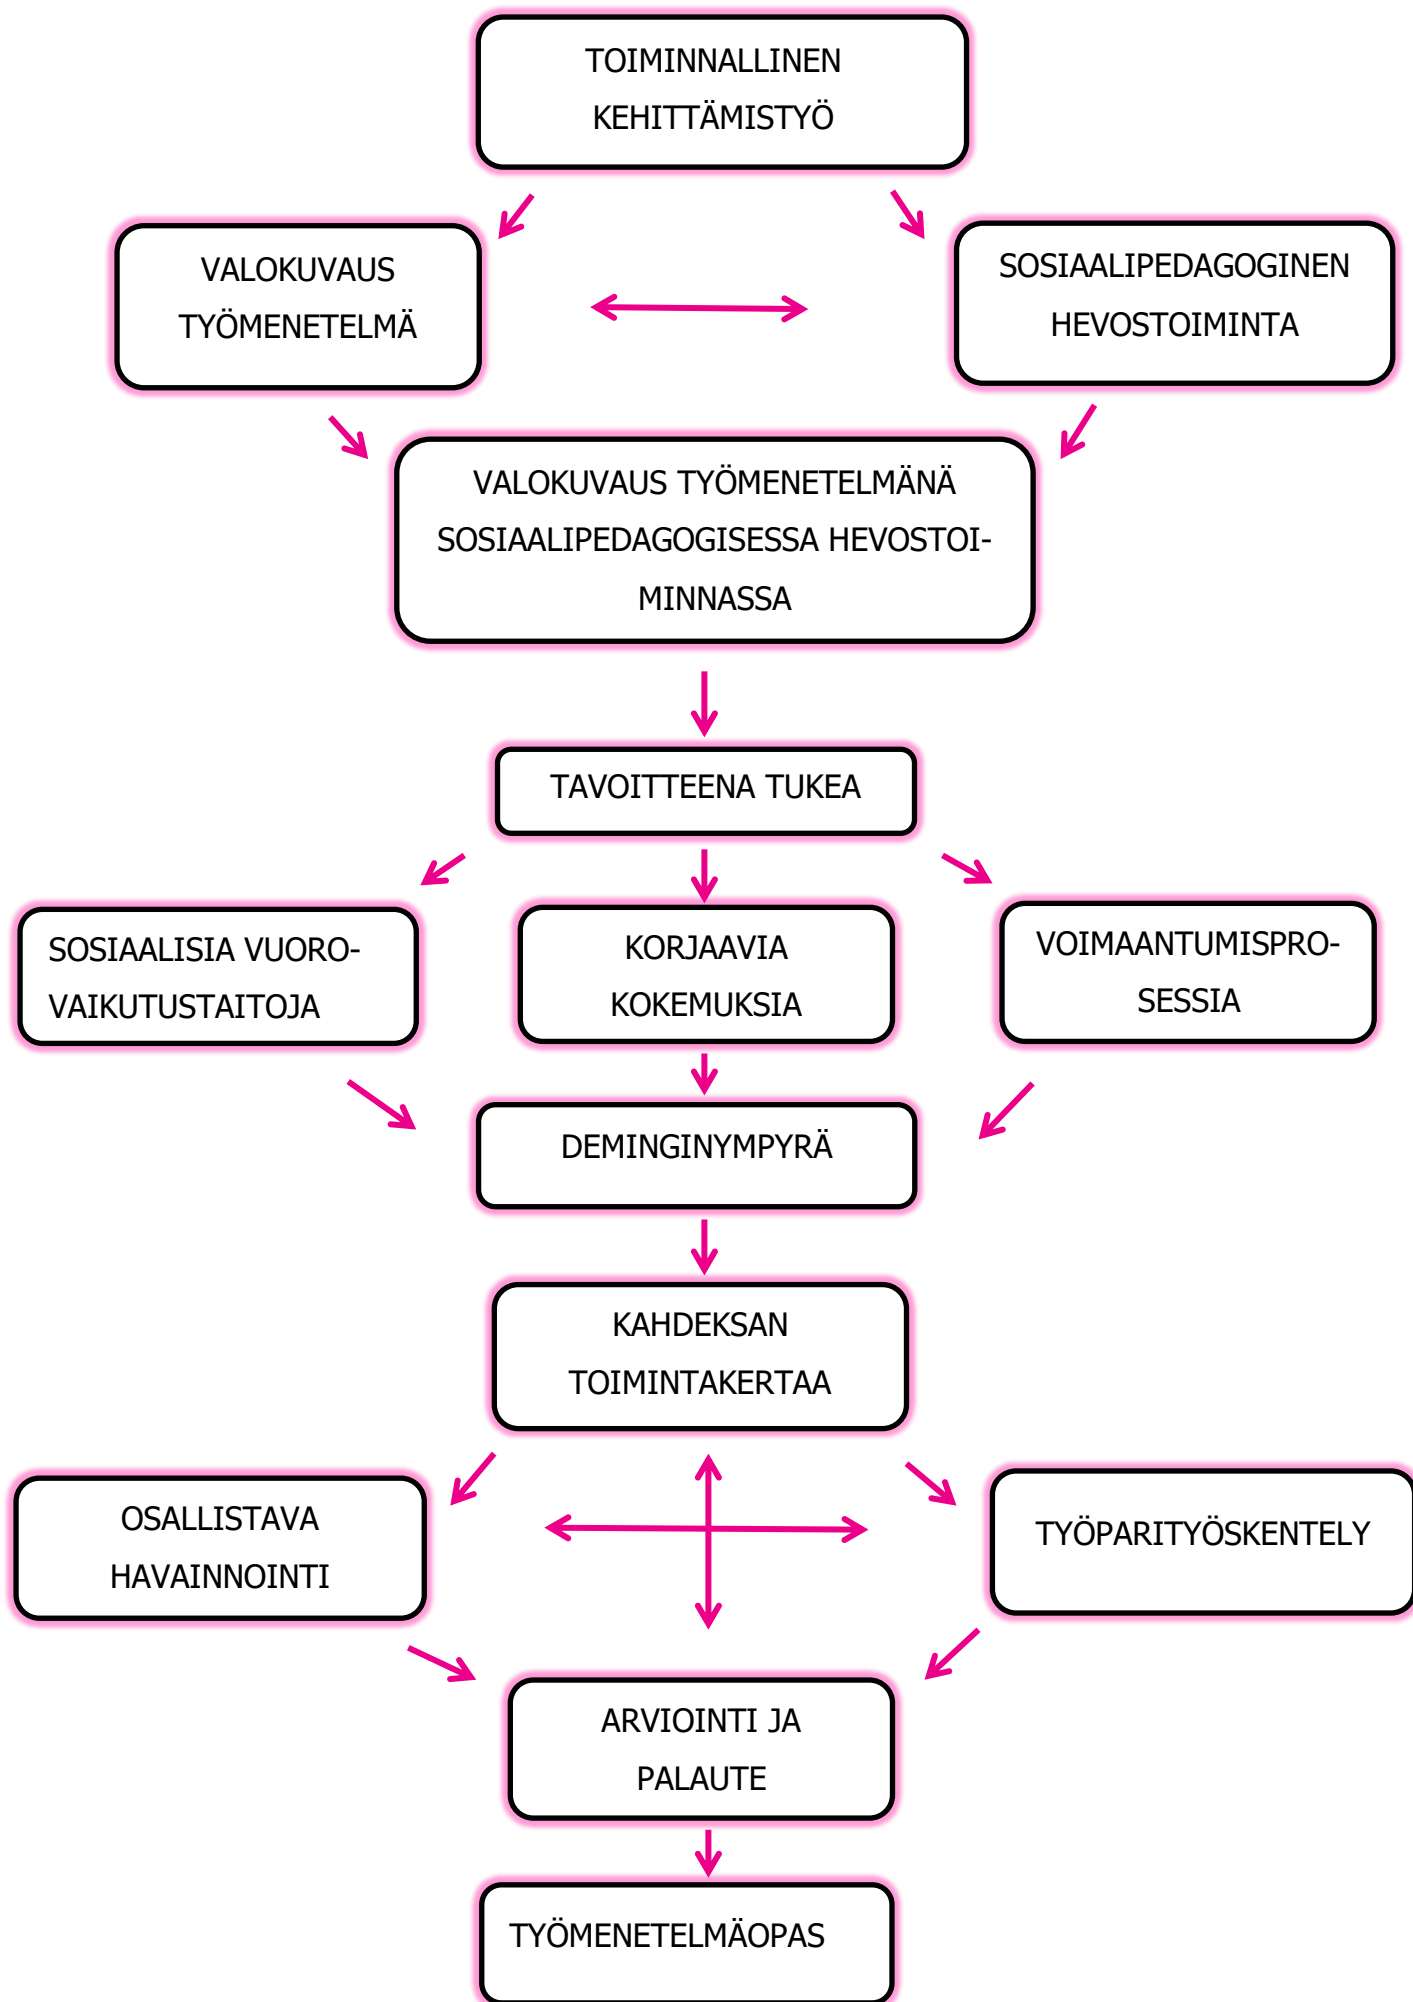 TOIMINNALLINEN
KEHITTÄMISTYÖ
VALOKUVAUS
TYÖMENETELMÄ
SOSIAALIPEDAGOGINEN
HEVOSTOIMINTA
VALOKUVAUS TYÖMENETELMÄNÄ
SOSIAALIPEDAGOGISESSA HEVOSTOI-
MINNASSA
TAVOITTEENA TUKEA
SOSIAALISIA VUORO-
VAIKUTUSTAITOJA
KORJAAVIA
KOKEMUKSIA
VOIMAANTUMISPRO-
SESSIA
DEMINGINYMPYRÄ
KAHDEKSAN
TOIMINTAKERTAA
OSALLISTAVA
HAVAINNOINTI
TYÖPARITYÖSKENTELY
ARVIOINTI JA
PALAUTE
TYÖMENETELMÄOPAS